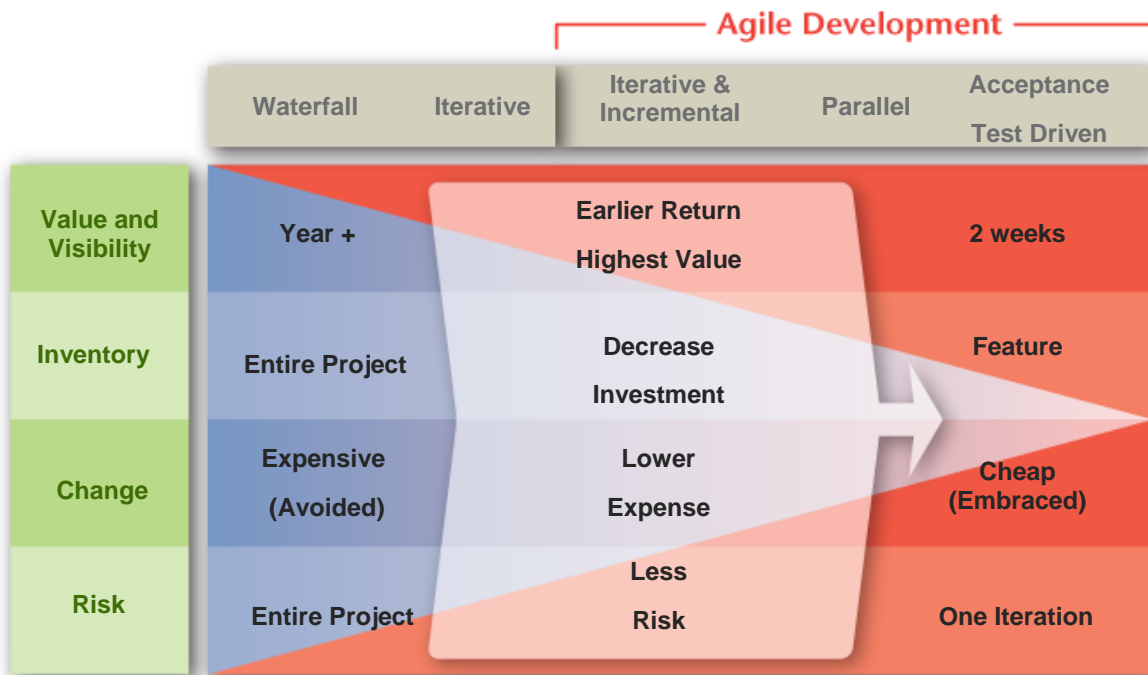 Agile Development
Waterfall
Iterative
Iterative &
Incremental
Parallel
Acceptance
Test Driven
Value and
Visibility
Year +
Earlier Return
Highest Value
2 weeks
Inventory
Entire Project
Decrease
Investment
Feature
Change
Expensive
(Avoided)
Lower
Expense
Cheap
(Embraced)
Risk
Entire Project
Less
Risk
One Iteration